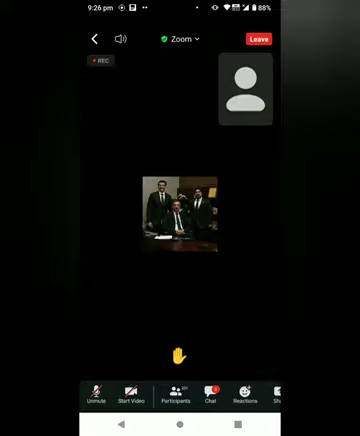 9:26 pm
88%
Zoom
Leave
REC
Unmute
Start Video
Participants
Chat
Reactions